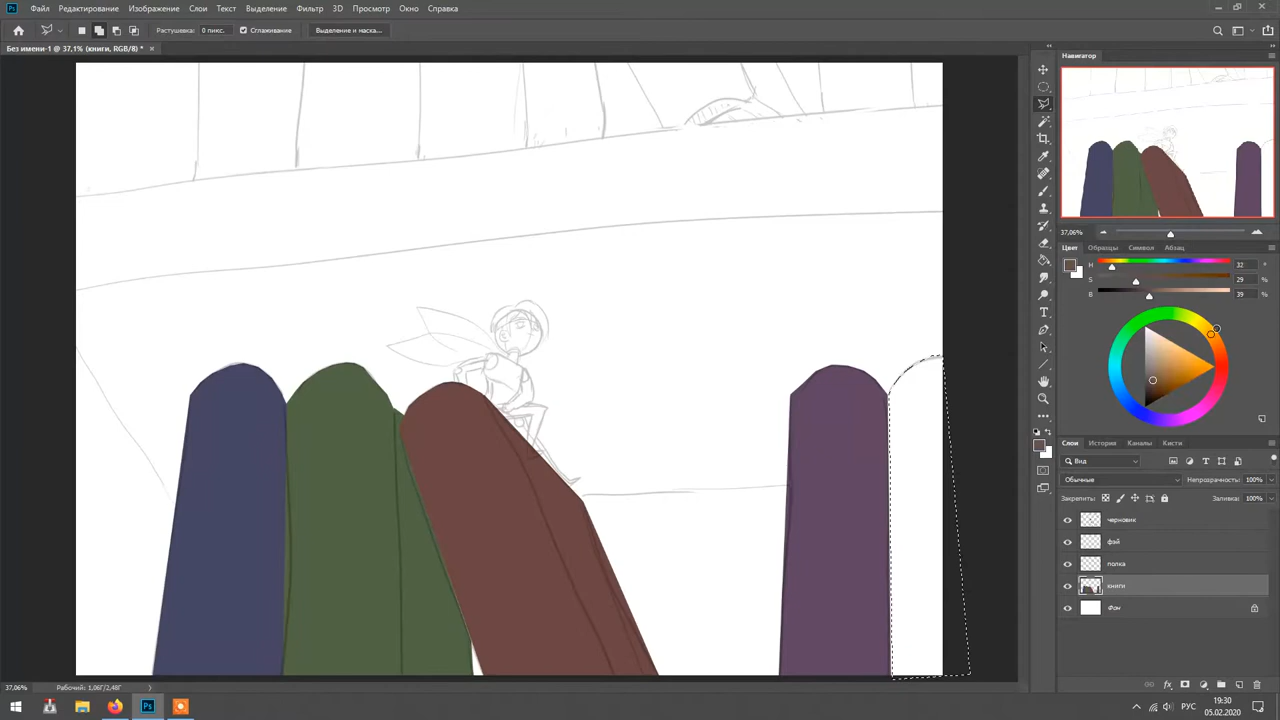 Ps Файл Редактирование Изображение Слои Текст Выделение Фильтр 3D Просмотр Окно Справка
Растушевка: 0 пикс. Сглаживание Выделение и маска...
Без имени-1 @ 37,1% (книги, RGB/8) *
Навигатор
37,06%
Цвет Образцы Символ Абзац
H 32 °
S 29 %
B 39 %
Слои История Каналы Кисти
Вид
Обычные Непрозрачность: 100%
Закрепить: Заливка: 100%
черновик
фэй
полка
книги
Фон
37,06% Рабочий: 1,06Г/2,48Г
Ps РУС 19:30
05.02.2020